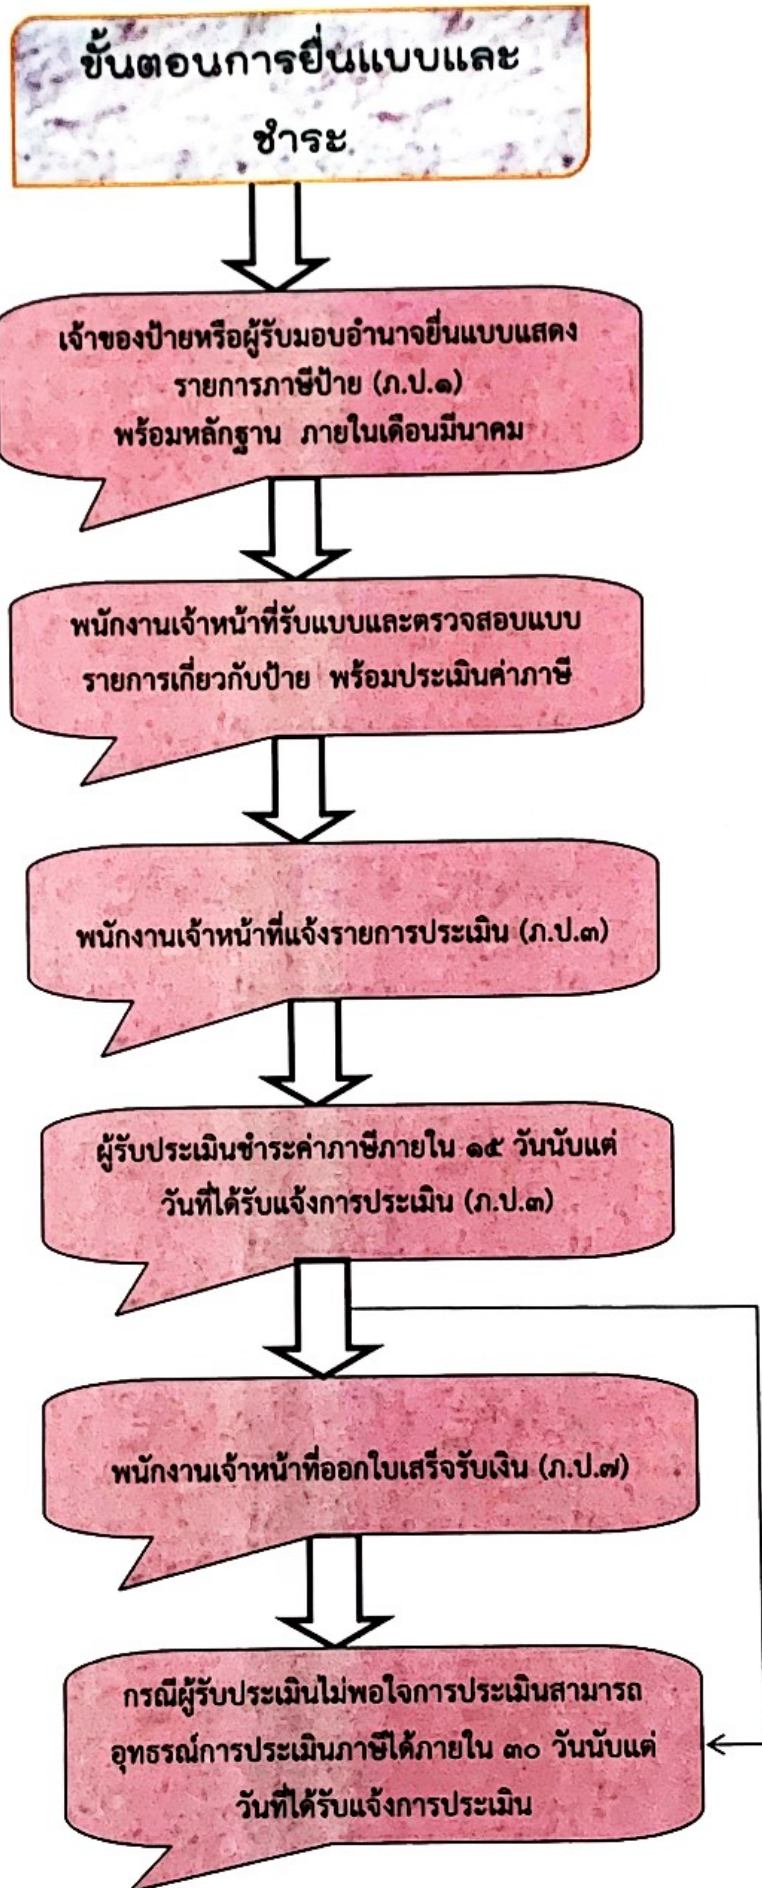 ขั้นตอนการยื่นแบบและ
ชำระ
เจ้าของป้ายหรือผู้รับมอบอำนาจยื่นแบบแสดง
รายการภาษีป้าย (ภ.ป.๑)
พร้อมหลักฐาน ภายในเดือนมีนาคม
พนักงานเจ้าหน้าที่รับแบบและตรวจสอบแบบ
รายการเกี่ยวกับป้าย พร้อมประเมินค่าภาษี
พนักงานเจ้าหน้าที่แจ้งรายการประเมิน (ภ.ป.๓)
ผู้รับประเมินชำระค่าภาษีภายใน ๑๕ วันนับแต่
วันที่ได้รับแจ้งการประเมิน (ภ.ป.๓)
พนักงานเจ้าหน้าที่ออกใบเสร็จรับเงิน (ภ.ป.๗)
กรณีผู้รับประเมินไม่พอใจการประเมินสามารถ
อุทธรณ์การประเมินภาษีได้ภายใน ๓๐ วันนับแต่
วันที่ได้รับแจ้งการประเมิน